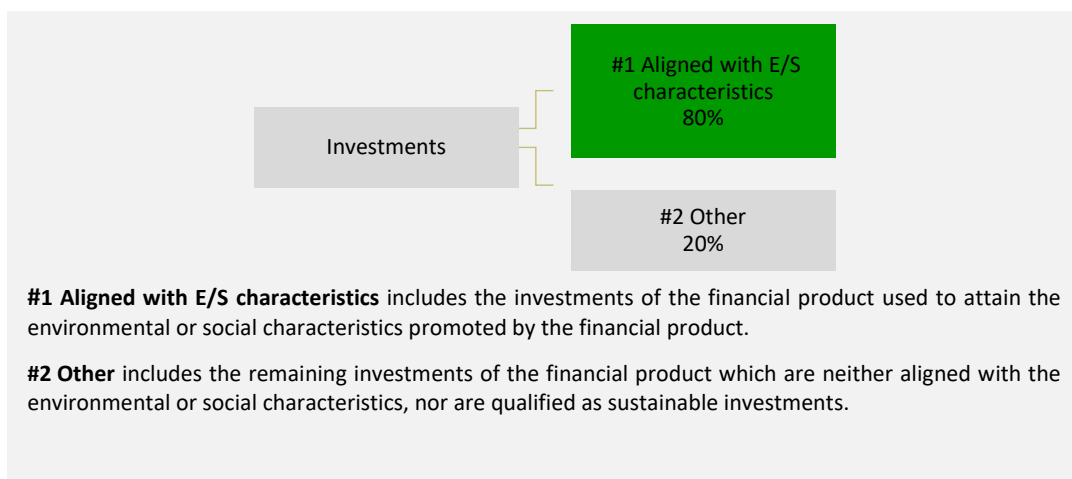 #1 Aligned with E/S
characteristics
80%
Investments
#2 Other
20%
#1 Aligned with E/S characteristics includes the investments of the financial product used to attain the
environmental or social characteristics promoted by the financial product.
#2 Other includes the remaining investments of the financial product which are neither aligned with the
environmental or social characteristics, nor are qualified as sustainable investments.